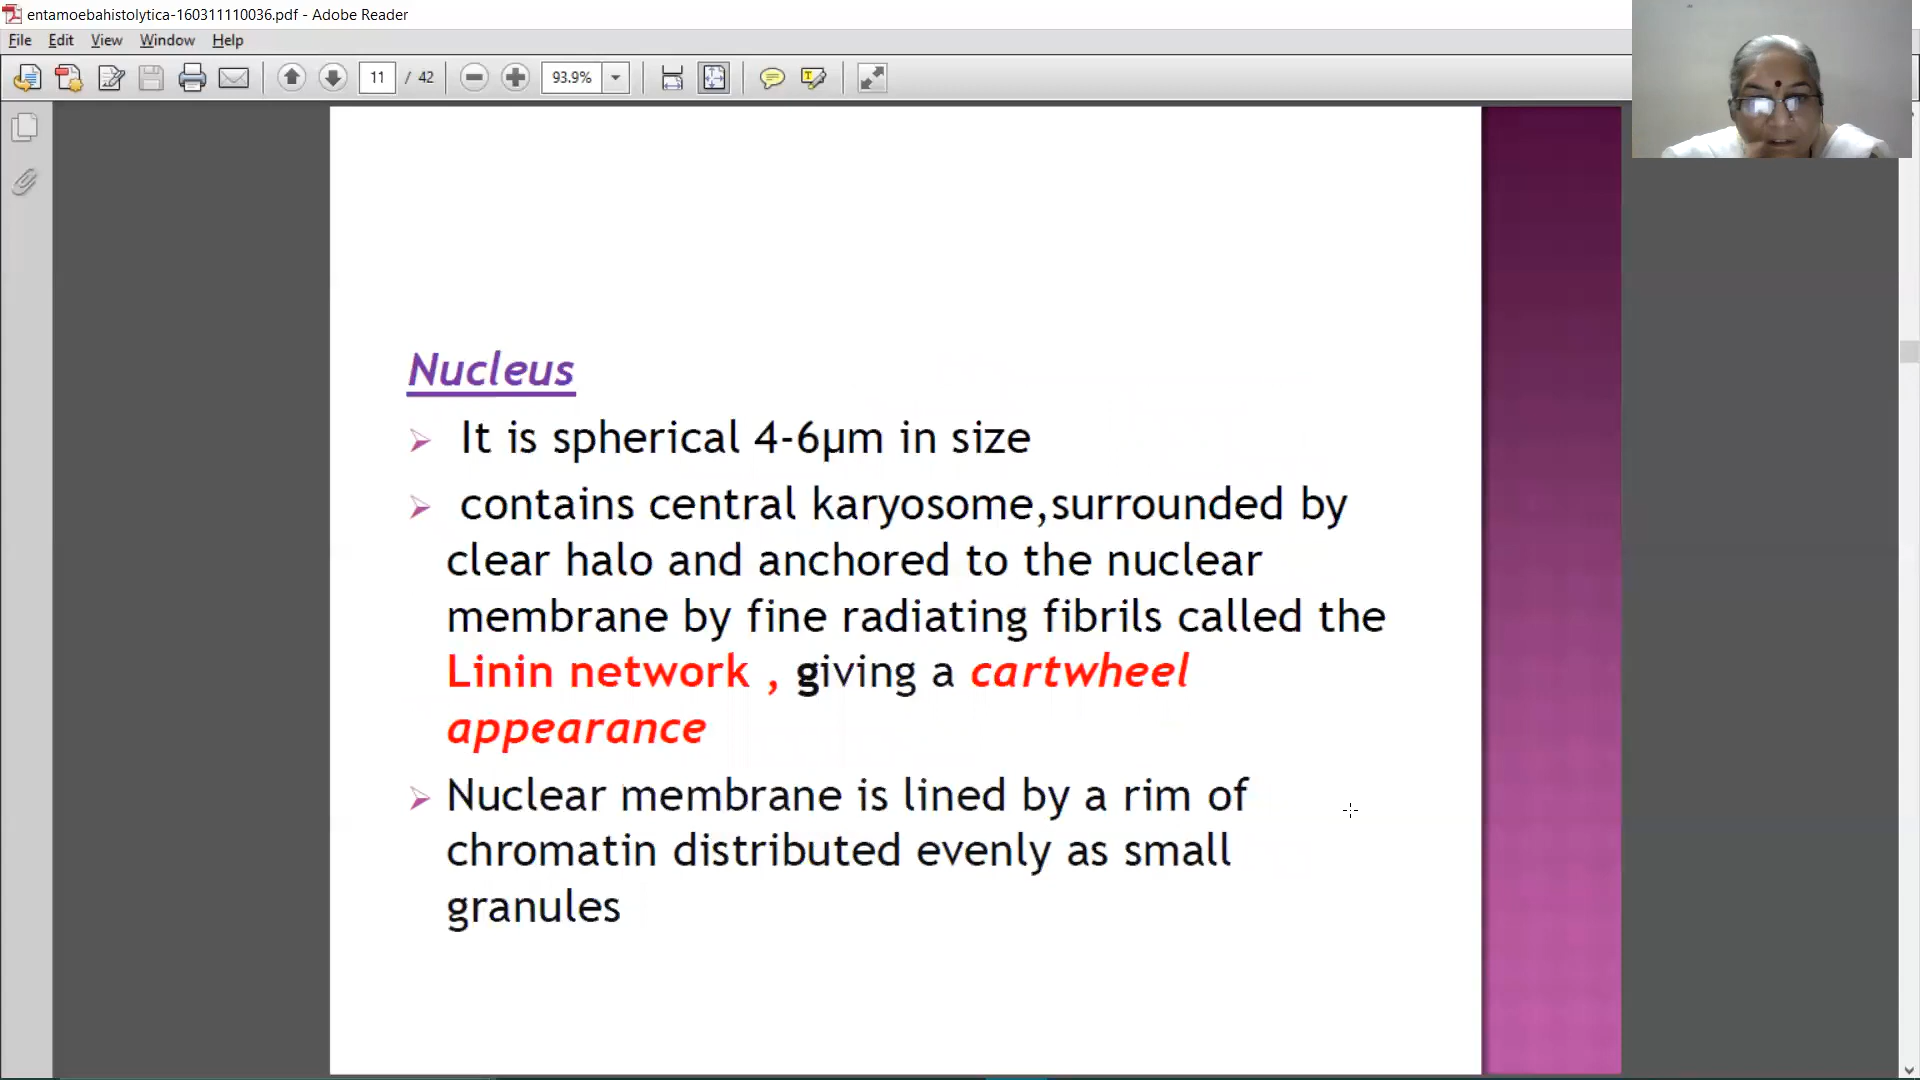 entamoebahistolytica-160311110036.pdf - Adobe Reader
File Edit View Window Help
11 / 42 93.9%
Nucleus
It is spherical 4-6µm in size
contains central karyosome,surrounded by
clear halo and anchored to the nuclear
membrane by fine radiating fibrils called the
Linin network , giving a cartwheel
appearance
Nuclear membrane is lined by a rim of
chromatin distributed evenly as small
granules